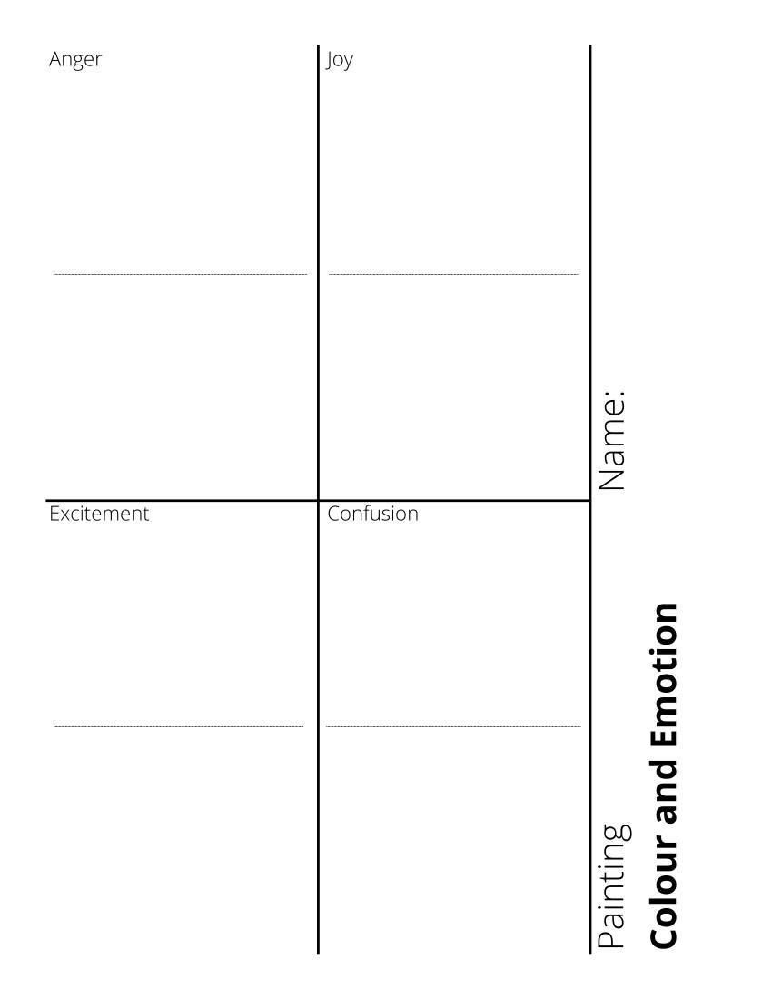 Anger
Joy
Excitement
Confusion
Name:
Painting
Colour and Emotion